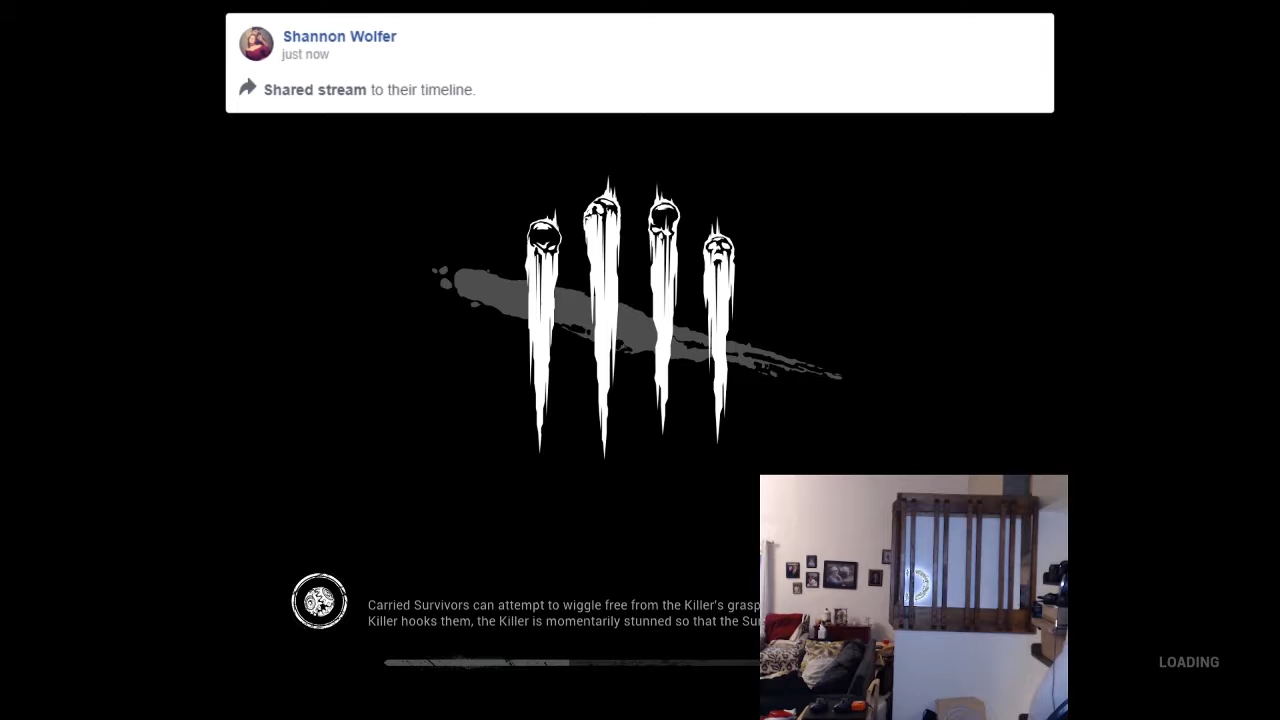 Shannon Wolfer
just now
Shared stream to their timeline.
Carried Survivors can attempt to wiggle free from the Killer's grasp
Killer hooks them, the Killer is momentarily stunned so that the Sur
LOADING